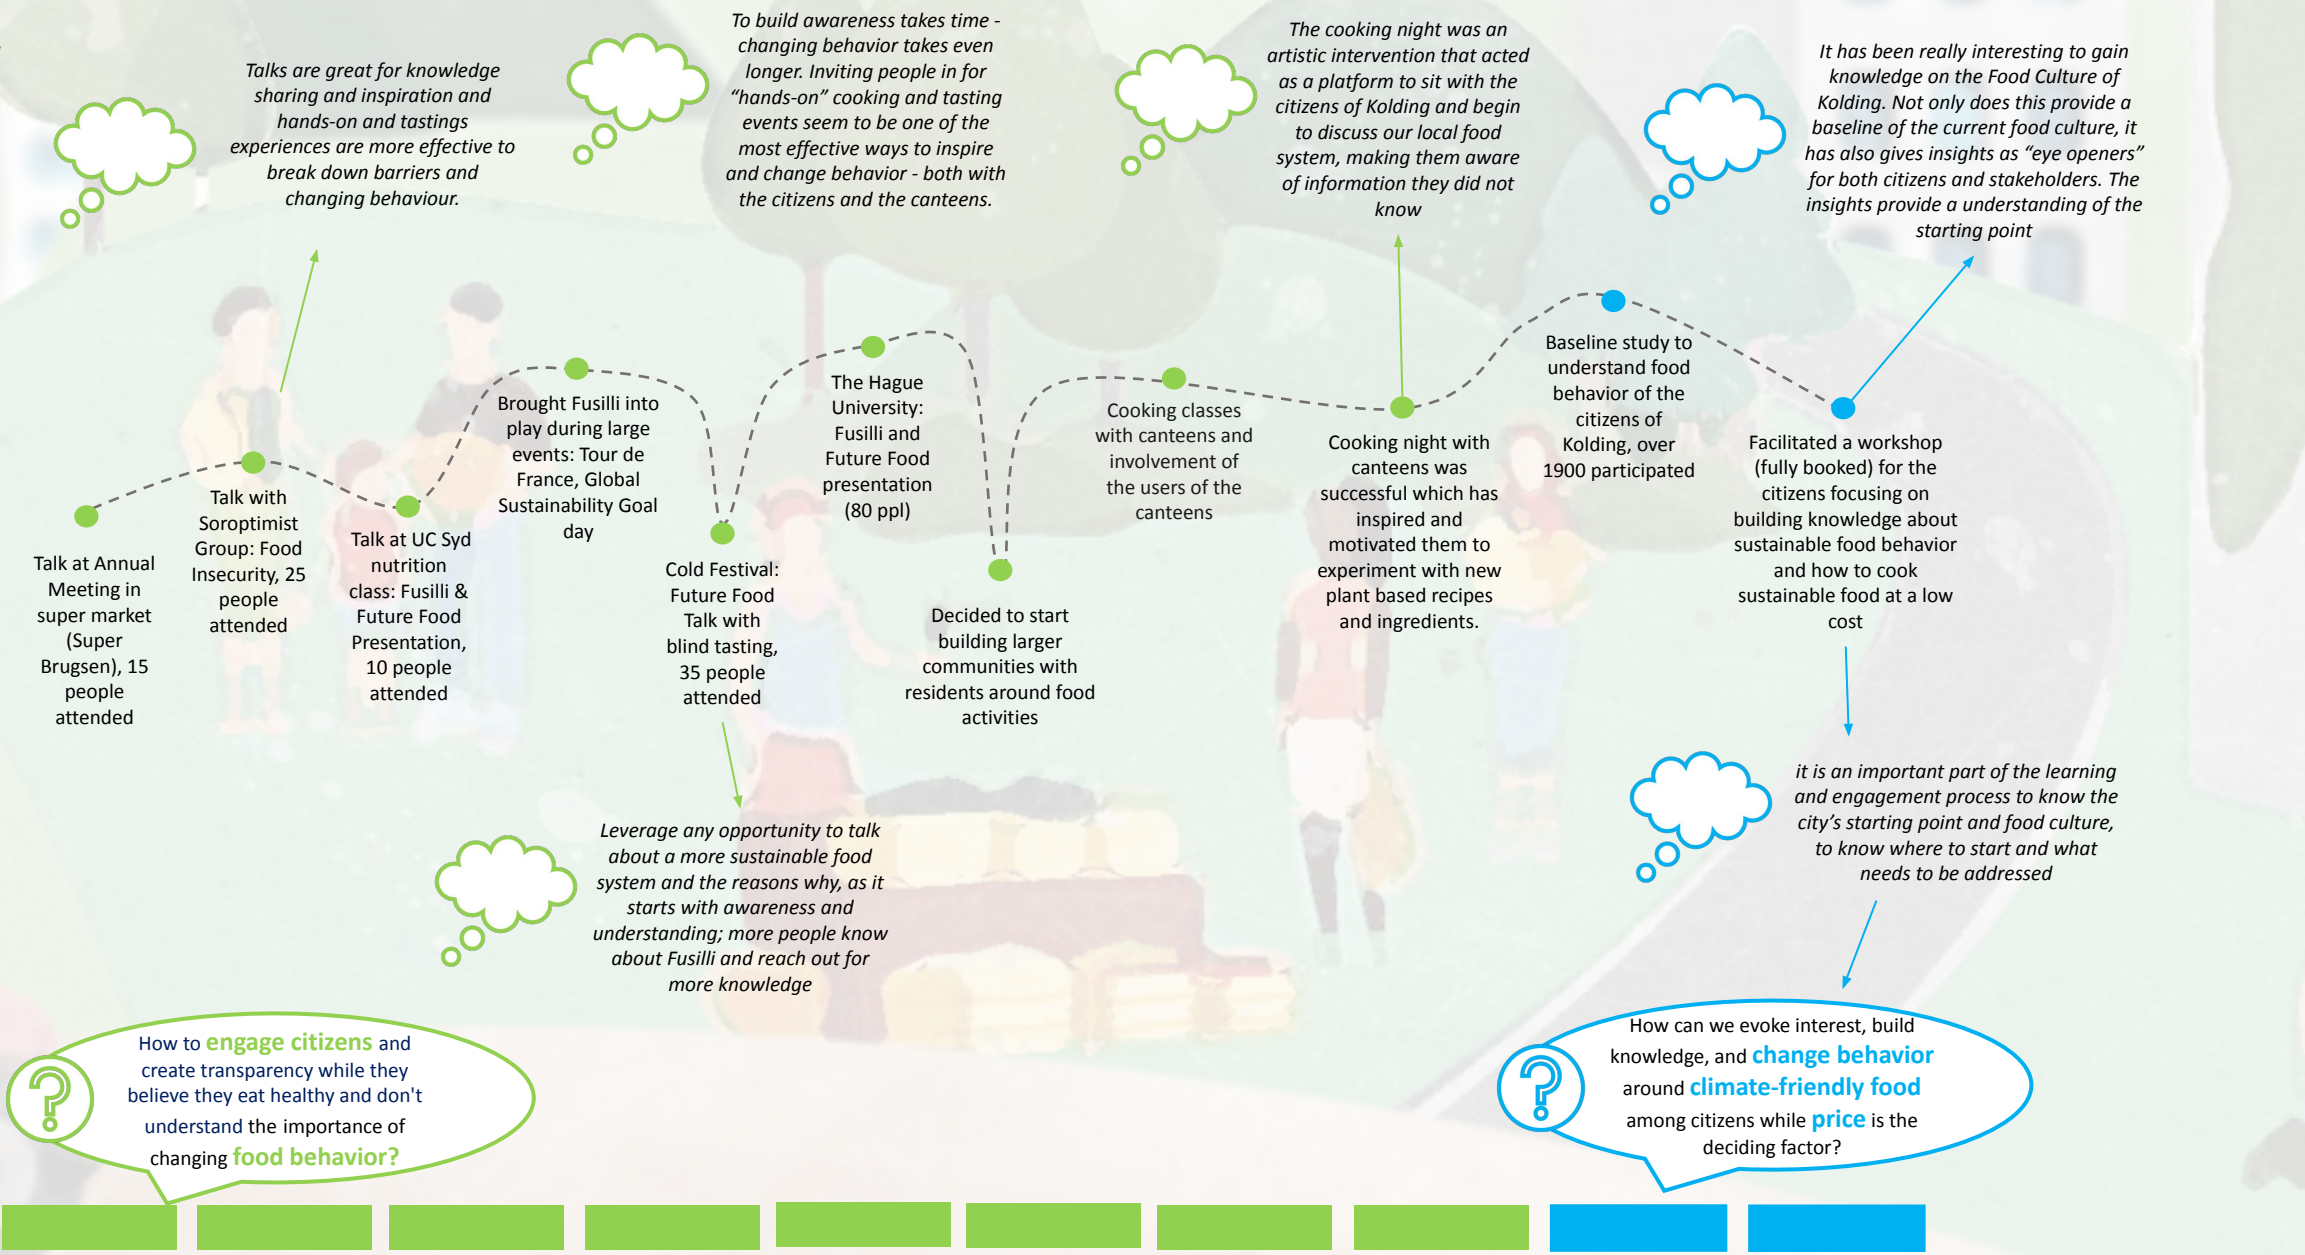 Talks are great for knowledge
sharing and inspiration and
hands-on and tastings
experiences are more effective to
break down barriers and
changing behaviour.
To build awareness takes time -
changing behavior takes even
longer. Inviting people in for
“hands-on” cooking and tasting
events seem to be one of the
most effective ways to inspire
and change behavior - both with
the citizens and the canteens.
The cooking night was an
artistic intervention that acted
as a platform to sit with the
citizens of Kolding and begin
to discuss our local food
system, making them aware
of information they did not
know
It has been really interesting to gain
knowledge on the Food Culture of
Kolding. Not only does this provide a
baseline of the current food culture, it
has also gives insights as “eye openers”
for both citizens and stakeholders. The
insights provide a understanding of the
starting point
Talk at Annual
Meeting in
super market
(Super
Brugsen), 15
people
attended
Talk with
Soroptimist
Group: Food
Insecurity, 25
people
attended
Talk at UC Syd
nutrition
class: Fusilli &
Future Food
Presentation,
10 people
attended
Brought Fusilli into
play during large
events: Tour de
France, Global
Sustainability Goal
day
Cold Festival:
Future Food
Talk with
blind tasting,
35 people
attended
The Hague
University:
Fusilli and
Future Food
presentation
(80 ppl)
Decided to start
building larger
communities with
residents around food
activities
Cooking classes
with canteens and
involvement of
the users of the
canteens
Cooking night with
canteens was
successful which has
inspired and
motivated them to
experiment with new
plant based recipes
and ingredients.
Baseline study to
understand food
behavior of the
citizens of
Kolding, over
1900 participated
Facilitated a workshop
(fully booked) for the
citizens focusing on
building knowledge about
sustainable food behavior
and how to cook
sustainable food at a low
cost
Leverage any opportunity to talk
about a more sustainable food
system and the reasons why, as it
starts with awareness and
understanding; more people know
about Fusilli and reach out for
more knowledge
it is an important part of the learning
and engagement process to know the
city’s starting point and food culture,
to know where to start and what
needs to be addressed
How to engage citizens and
create transparency while they
believe they eat healthy and don't
understand the importance of
changing food behavior?
How can we evoke interest, build
knowledge, and change behavior
around climate-friendly food
among citizens while price is the
deciding factor?